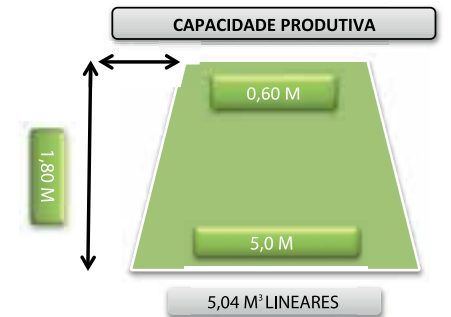 CAPACIDADE PRODUTIVA
0,60 M
1,80 M
5,0 M
5,04 M³ LINEARES